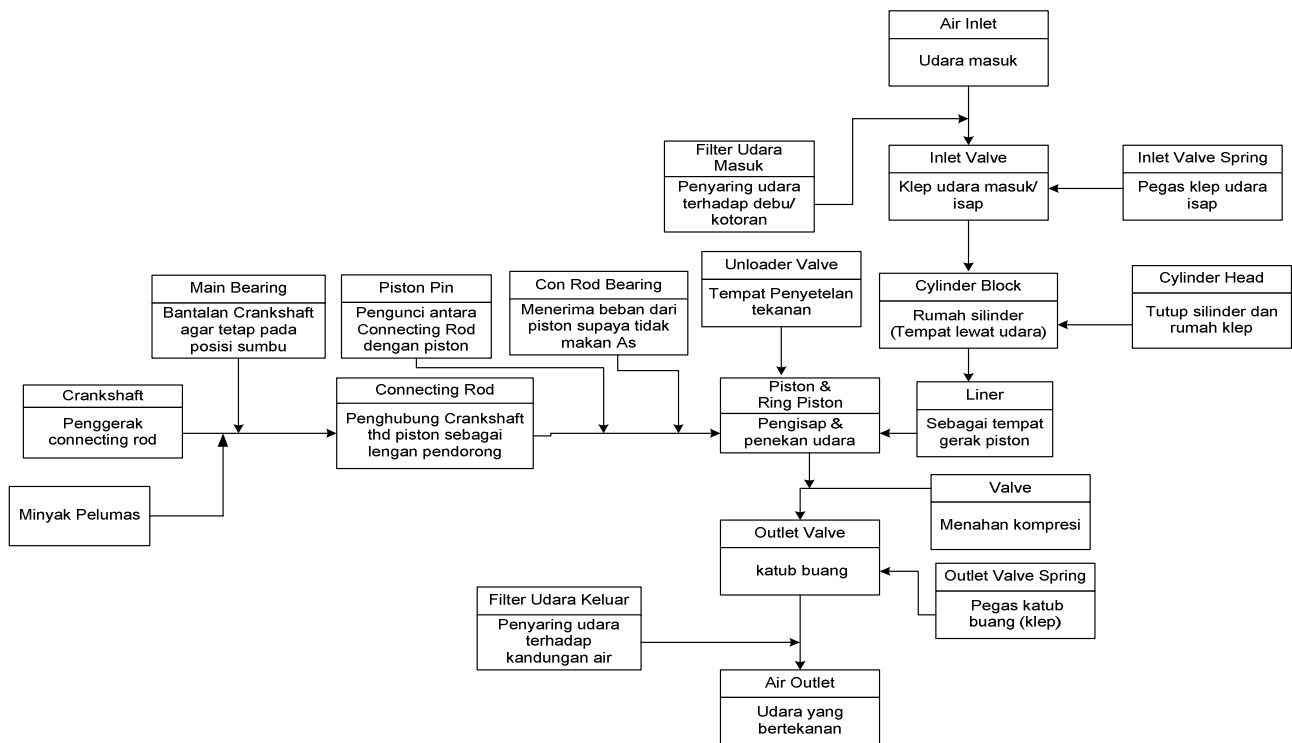 Air Inlet
Udara masuk
Filter Udara
Masuk
Penyaring udara
terhadap debu/
kotoran
Inlet Valve
Klep udara masuk/
isap
Inlet Valve Spring
Pegas klep udara
isap
Unloader Valve
Tempat Penyetelan
tekanan
Main Bearing
Bantalan Crankshaft
agar tetap pada
posisi sumbu
Piston Pin
Pengunci antara
Connecting Rod
dengan piston
Con Rod Bearing
Menerima beban dari
piston supaya tidak
makan As
Cylinder Block
Rumah silinder
(Tempat lewat udara)
Cylinder Head
Tutup silinder dan
rumah klep
Crankshaft
Penggerak
connecting rod
Connecting Rod
Penghubung Crankshaft
thd piston sebagai
lengan pendorong
Piston &
Ring Piston
Pengisap &
penekan udara
Liner
Sebagai tempat
gerak piston
Minyak Pelumas
Valve
Menahan kompresi
Outlet Valve
katub buang
Outlet Valve Spring
Pegas katub
buang (klep)
Filter Udara Keluar
Penyaring udara
terhadap
kandungan air
Air Outlet
Udara yang
bertekanan